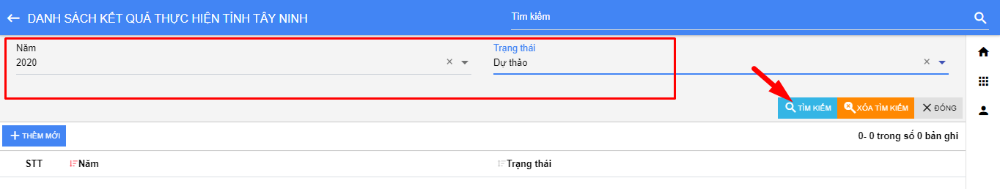 DANH SÁCH KẾT QUẢ THỰC HIỆN TỈNH TÂY NINH
Tìm kiếm
Năm
2020
Trạng thái
Dự thảo
TÌM KIẾM
XÓA TÌM KIẾM
ĐÓNG
THÊM MỚI
0- 0 trong số 0 bản ghi
STT
Năm
Trạng thái